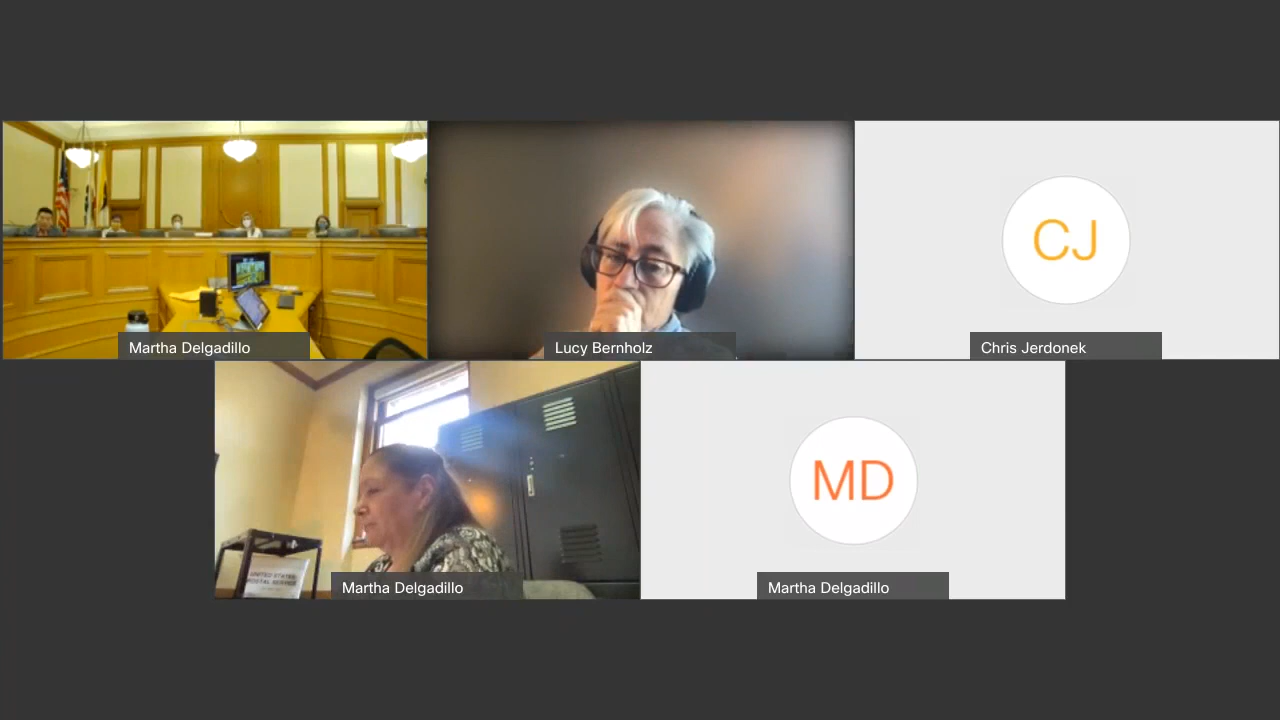 CJ
Martha Delgadillo
Lucy Bernholz
Chris Jerdonek
UNITED STATES
POSTAL SERVICE
MD
Martha Delgadillo
Martha Delgadillo